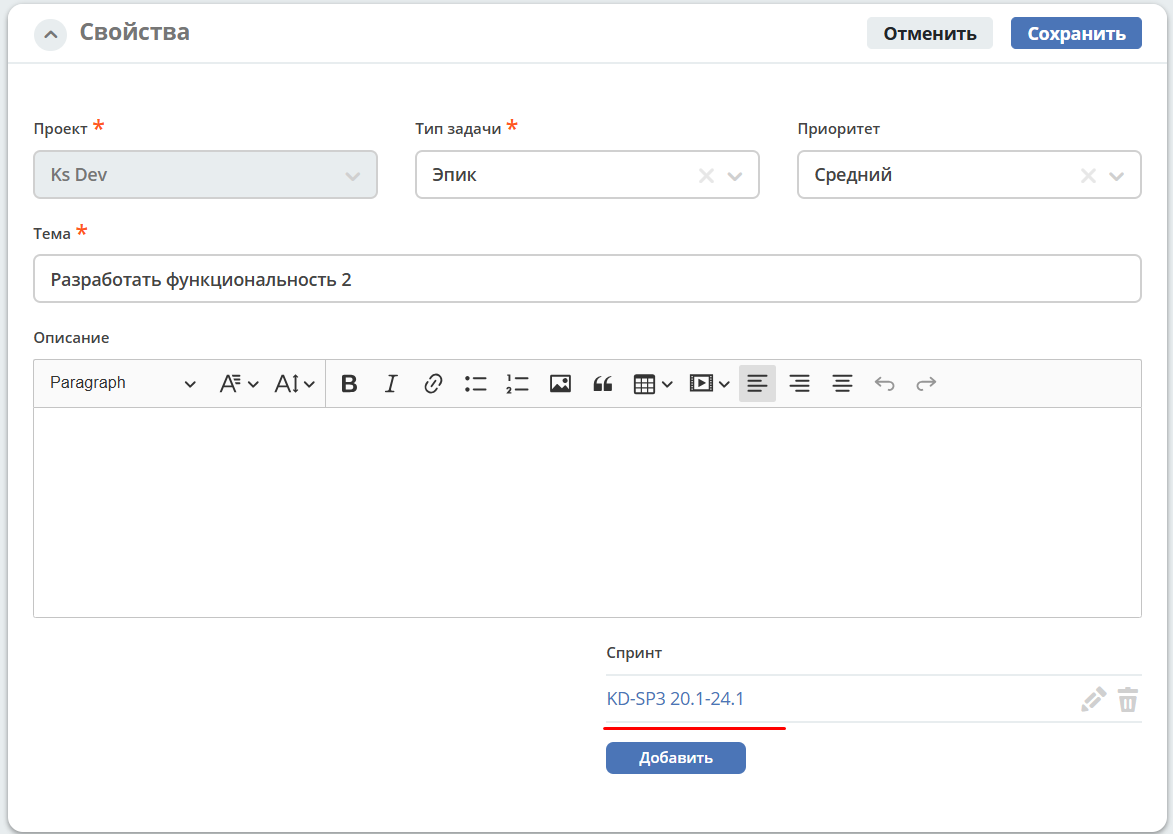 Свойства
Отменить
Сохранить
Проект *
Тип задачи *
Приоритет
Ks Dev
Эпик
Средний
Тема *
Разработать функциональность 2
Описание
Paragraph
Спринт
KD-SP3 20.1-24.1
Добавить